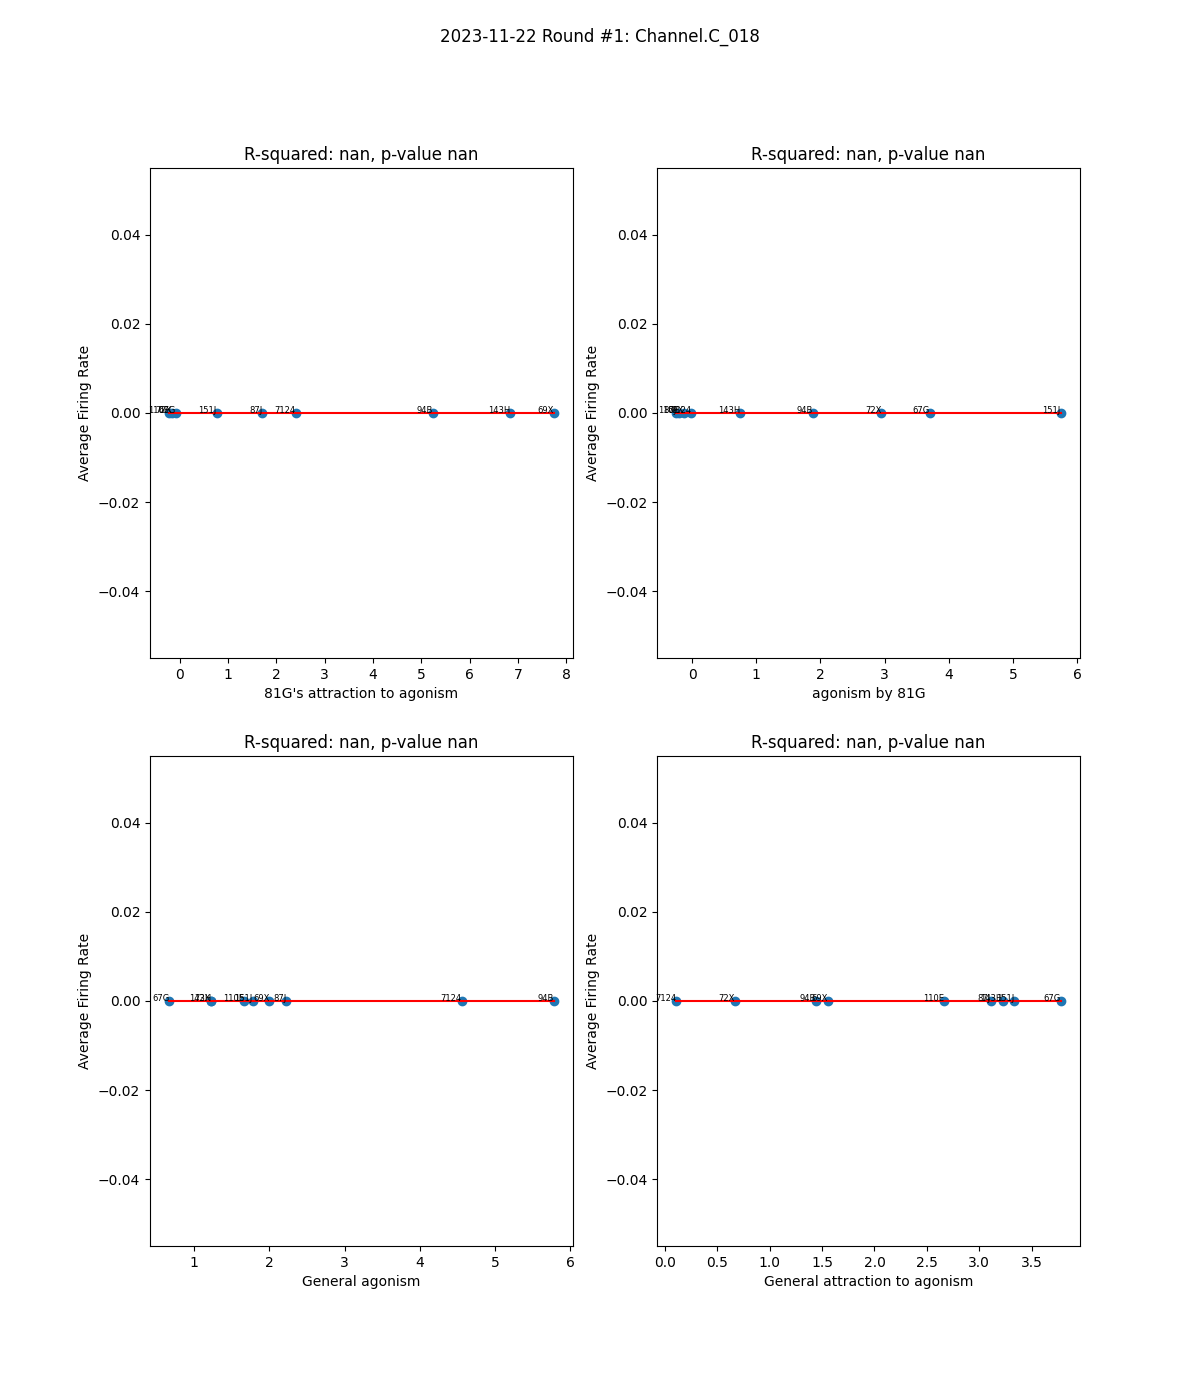 2023-11-22 Round #1: Channel.C_018
R-squared: nan, p-value nan
0.04
0.02
0.00
−0.02
−0.04
Average Firing Rate
151J 87J 7124 94B 143H 69X
0 1 2 3 4 5 6 7 8
81G's attraction to agonism
R-squared: nan, p-value nan
0.04
0.02
0.00
−0.02
−0.04
Average Firing Rate
143H 94B 72X 67G 151J
0 1 2 3 4 5 6
agonism by 81G
R-squared: nan, p-value nan
0.04
0.02
0.00
−0.02
−0.04
Average Firing Rate
67G 69X 87J 7124 94B
1 2 3 4 5 6
General agonism
R-squared: nan, p-value nan
0.04
0.02
0.00
−0.02
−0.04
Average Firing Rate
7124 72X 94B 69X 110E 151J 67G
0.0 0.5 1.0 1.5 2.0 2.5 3.0 3.5
General attraction to agonism